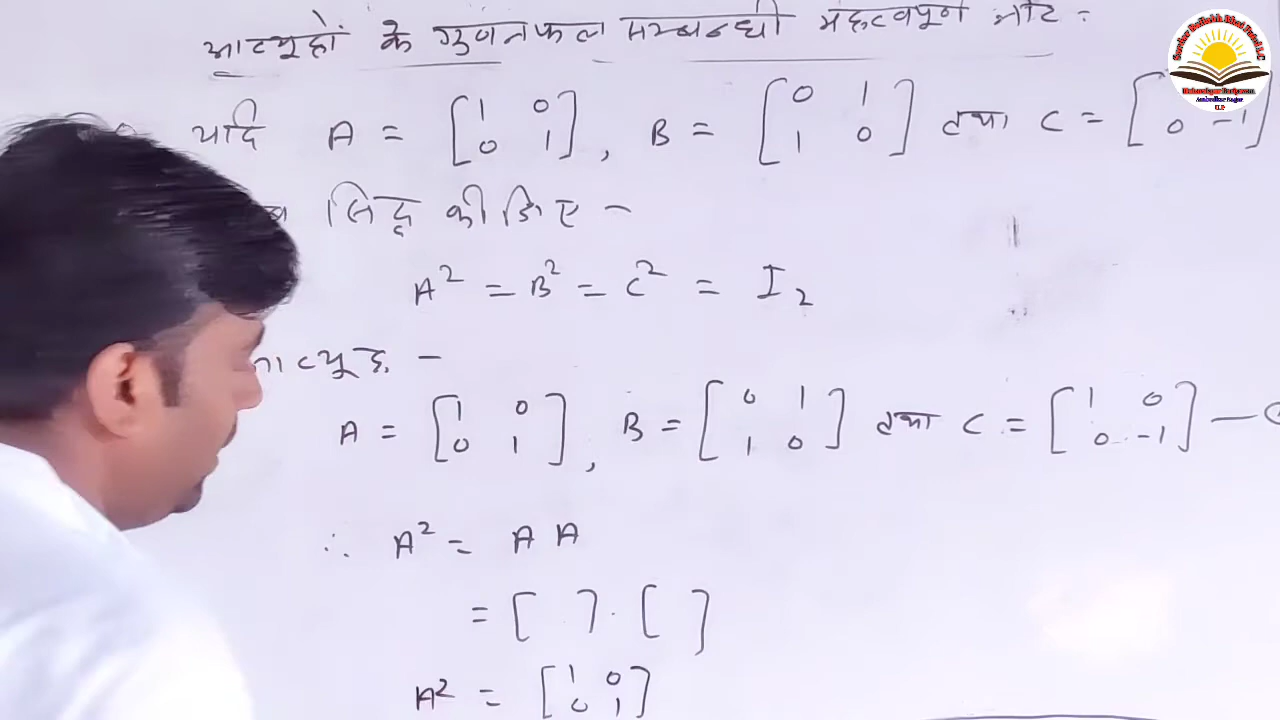 आव्यूहों के गुणनफल सम्बन्धी महत्वपूर्ण नोट :
यदि A = [1 0 0 1], B = [0 1 1 0] तथा C = [ 0 -1]
सिद्ध कीजिए -
A² = B² = C² = I₂
आव्यूह -
A = [1 0 0 1], B = [0 1 1 0] तथा C = [1 0 0 -1] —
∴ A² = A A
= [ ] . [ ]
A² = [1 0 0 1]